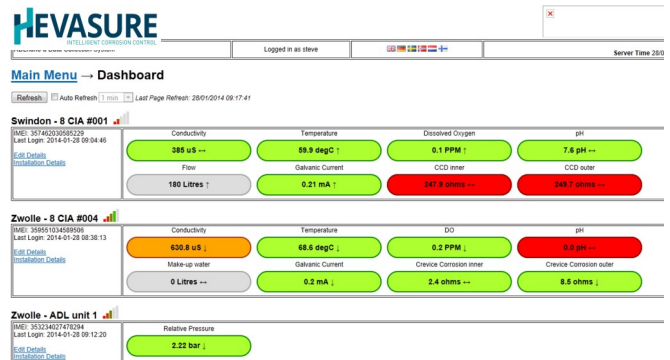 HEVASURE
INTELLIGENT CORROSION CONTROL
Logged in as steve
Server Time 28/0
Main Menu → Dashboard
Refresh Auto Refresh 1 min Last Page Refresh: 28/01/2014 09:17:41
Swindon - 8 CIA #001
IMEI: 357462030585229
Last Login: 2014-01-28 09:04:46
Edit Details
Installation Details
Conductivity Temperature Dissolved Oxygen pH
385 uS ↔ 59.9 degC ↑ 0.1 PPM ↑ 7.6 pH ↔
Flow Galvanic Current CCD inner CCD outer
180 Litres ↑ 0.21 mA ↑ 247.9 ohms ↔ 249.7 ohms ↔
Zwolle - 8 CIA #004
IMEI: 359551034589506
Last Login: 2014-01-28 08:38:13
Edit Details
Installation Details
Conductivity Temperature DO pH
630.8 uS ↓ 68.6 degC ↓ 0.2 PPM ↓ 0.0 pH ↔
Make-up water Galvanic Current Crevice Corrosion inner Crevice Corrosion outer
0 Litres ↔ 0.2 mA ↓ 2.4 ohms ↔ 8.5 ohms ↓
Zwolle - ADL unit 1
IMEI: 353234027478294
Last Login: 2014-01-28 09:12:20
Edit Details
Installation Details
Relative Pressure
2.22 bar ↓